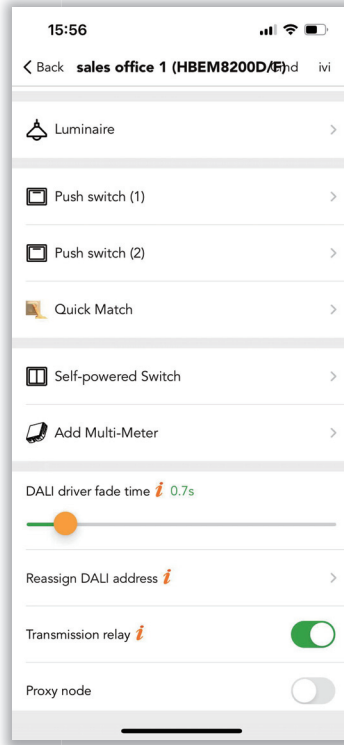 15:56
Back sales office 1 (HBEM8200D/F)
ivi
Luminaire
Push switch (1)
Push switch (2)
Quick Match
Self-powered Switch
Add Multi-Meter
DALI driver fade time i 0.7s
Reassign DALI address i
Transmission relay i
Proxy node